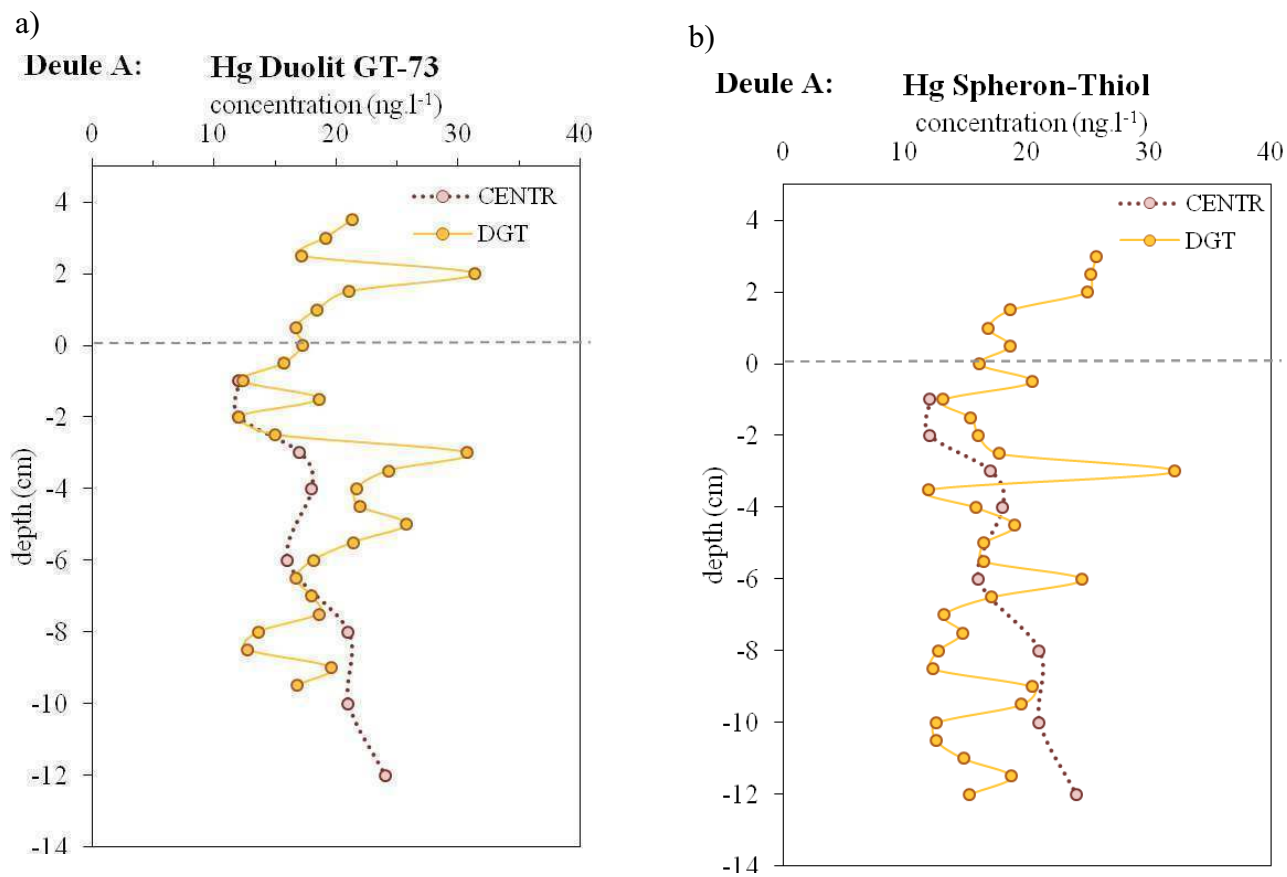 a)
Deule A: Hg Duolit GT-73
concentration (ng.l-1)
0 10 20 30 40
CENTR
DGT
4
2
0
-2
-4
-6
-8
-10
-12
-14
depth (cm)
b)
Deule A: Hg Spheron-Thiol
concentration (ng.l-1)
0 10 20 30 40
CENTR
DGT
4
2
0
-2
-4
-6
-8
-10
-12
-14
depth (cm)